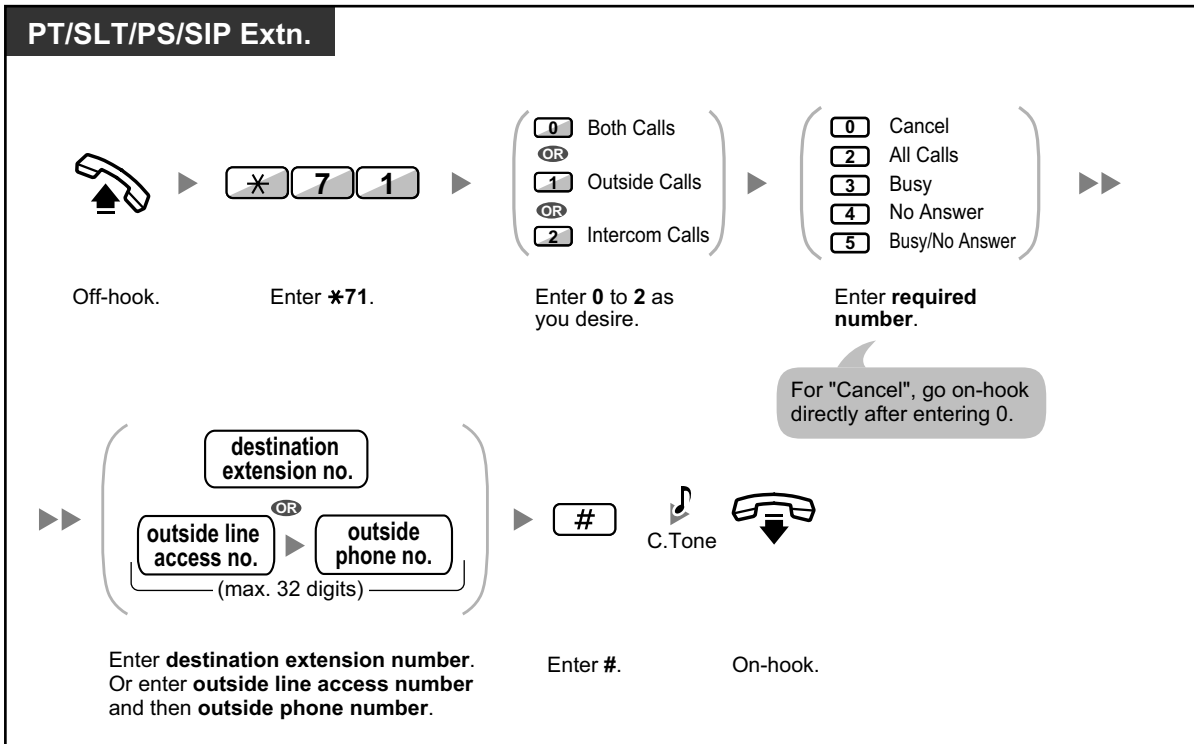 PT/SLT/PS/SIP Extn.
0 Both Calls
OR
1 Outside Calls
OR
2 Intercom Calls
0 Cancel
2 All Calls
3 Busy
4 No Answer
5 Busy/No Answer
7 1
Off-hook.
Enter 71.
Enter 0 to 2 as
you desire.
Enter required
number.
For "Cancel", go on-hook
directly after entering 0.
destination
extension no.
OR
outside line
access no.
outside
phone no.
(max. 32 digits)
#
C.Tone
Enter destination extension number.
Or enter outside line access number
and then outside phone number.
Enter #.
On-hook.